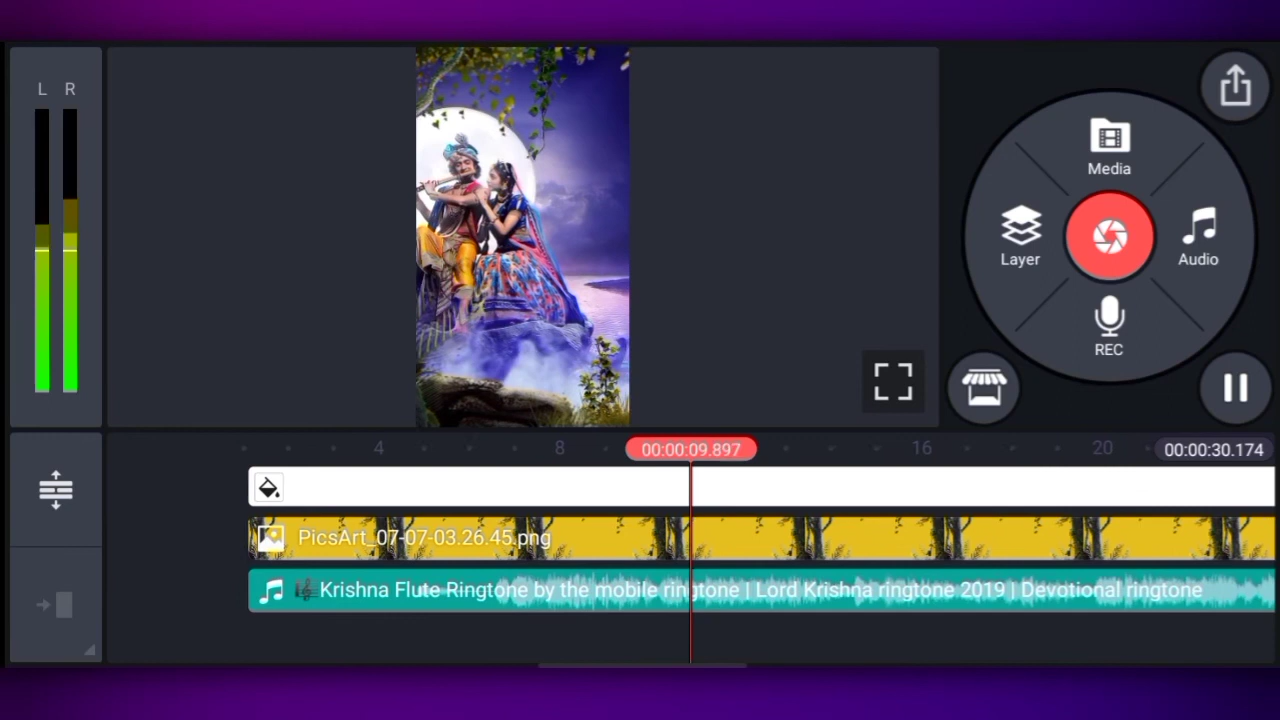 L R
Media
Layer
Audio
REC
4 8 00:00:09.897 16 20 00:00:30.174
PicsArt_07-07-03.26.45.png
🎼Krishna Flute Ringtone by the mobile ringtone | Lord Krishna ringtone 2019 | Devotional ringtone